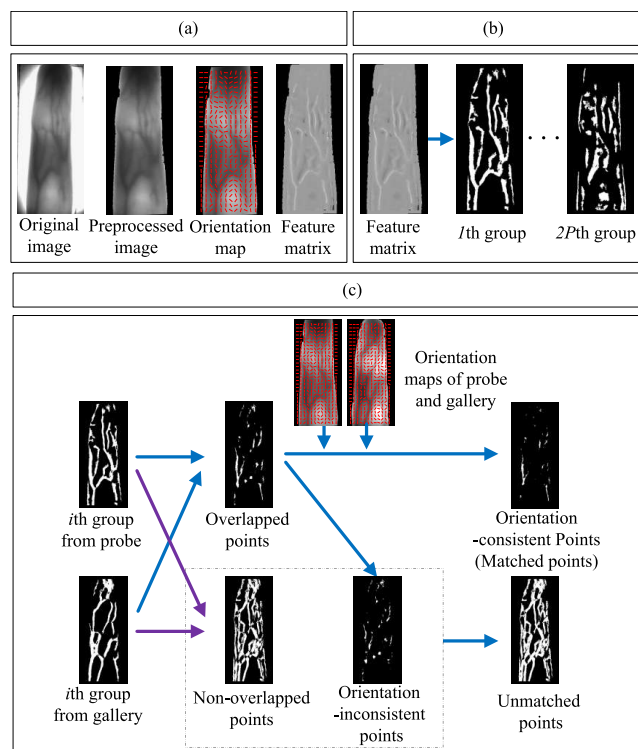 (a)
(b)
Original
image
Preprocessed
image
Orientation
map
Feature
matrix
Feature
matrix
1th group
· · ·
2Pth group
(c)
Orientation
maps of probe
and gallery
ith group
from probe
Overlapped
points
Orientation
-consistent Points
(Matched points)
ith group
from gallery
Non-overlapped
points
Orientation
-inconsistent
points
Unmatched
points